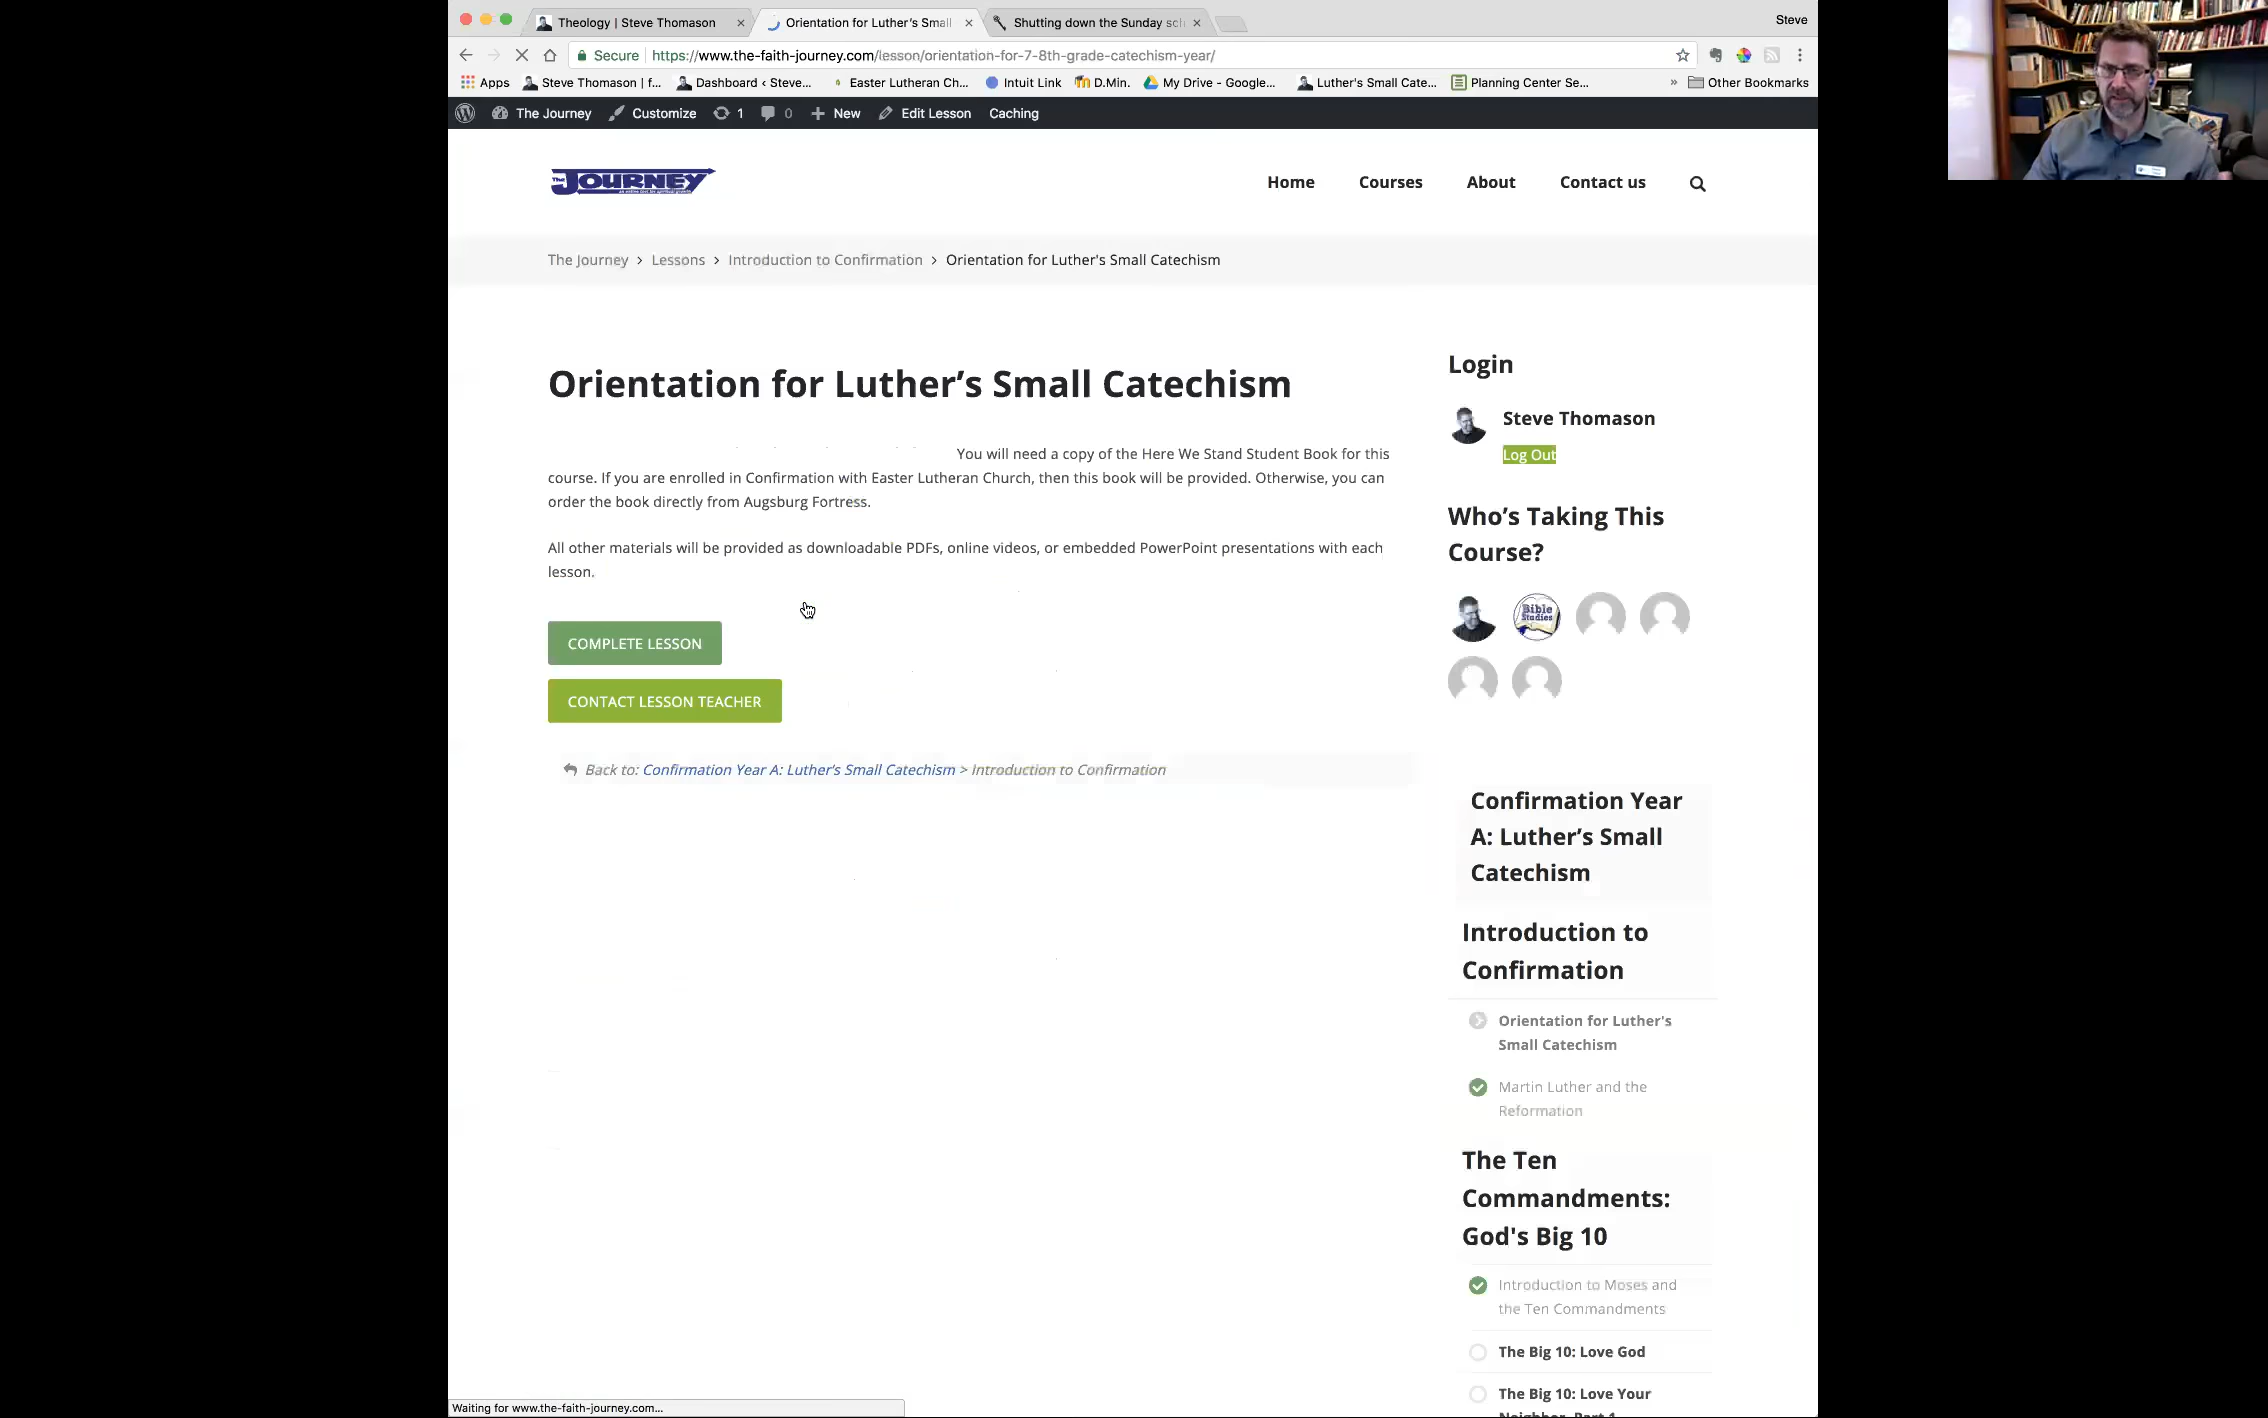 Theology | Steve Thomason
Orientation for Luther's Small
Shutting down the Sunday sch
Steve
Secure
https://www.the-faith-journey.com/lesson/orientation-for-7-8th-grade-catechism-year/
Apps
Steve Thomason | f...
Dashboard ‹ Steve...
Easter Lutheran Ch...
Intuit Link
D.Min.
My Drive - Google...
Luther's Small Cate...
Planning Center Se...
»
Other Bookmarks
The Journey
Customize
1
0
New
Edit Lesson
Caching
The JOURNEY
Home
Courses
About
Contact us
The Journey > Lessons > Introduction to Confirmation > Orientation for Luther's Small Catechism
Orientation for Luther’s Small Catechism
You will need a copy of the Here We Stand Student Book for this
course. If you are enrolled in Confirmation with Easter Lutheran Church, then this book will be provided. Otherwise, you can
order the book directly from Augsburg Fortress.
All other materials will be provided as downloadable PDFs, online videos, or embedded PowerPoint presentations with each
lesson.
COMPLETE LESSON
CONTACT LESSON TEACHER
Back to: Confirmation Year A: Luther's Small Catechism > Introduction to Confirmation
Login
Steve Thomason
Log Out
Who’s Taking This
Course?
Bible
Studies
Confirmation Year
A: Luther’s Small
Catechism
Introduction to
Confirmation
Orientation for Luther's
Small Catechism
Martin Luther and the
Reformation
The Ten
Commandments:
God's Big 10
Introduction to Moses and
the Ten Commandments
The Big 10: Love God
The Big 10: Love Your
Neighbor, Part 1
Waiting for www.the-faith-journey.com...